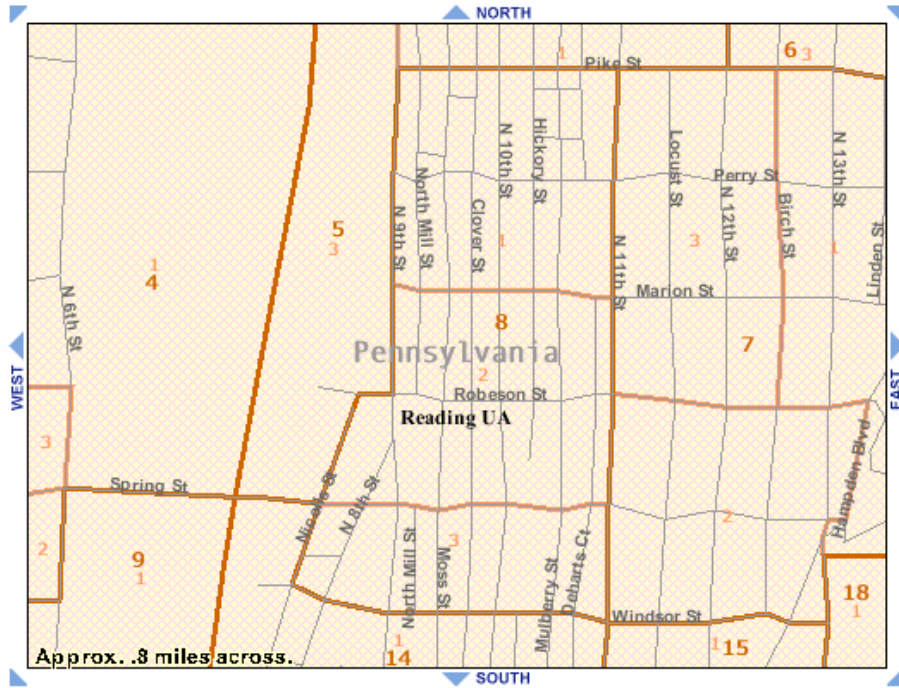 NORTH
6
3
1
Pike St
N 10th St
Hickory St
Locust St
N 13th St
Perry St
North Mill St
N 12th St
Birch St
Clover St
N 9th St
5
3
1
3
1
Linden St
N 11th St
1
4
N 6th St
Marion St
8
7
WEST
Pennsylvania
EAST
2
Robeson St
Reading UA
3
Hampden Blvd
Spring St
Nicolls St
N 8th St
2
3
2
9
1
North Mill St
Moss St
Mulberry St
Debarts Ct
18
1
Windsor St
1
14
1
15
Approx. .8 miles across.
SOUTH